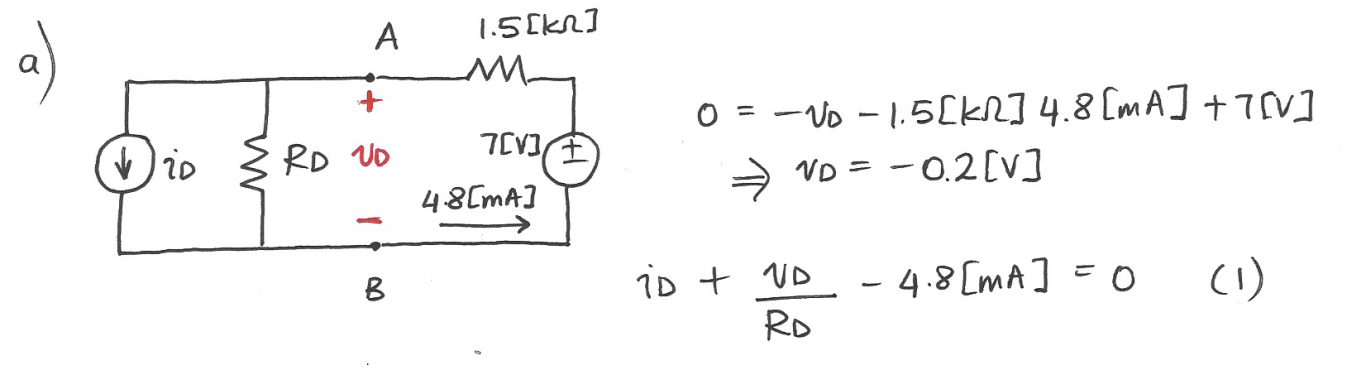 a)
A
1.5[kΩ]
+
iD
RD
vD
7[V]
±
4.8[mA]
−
B
0 = −vD − 1.5[kΩ] 4.8[mA] + 7[V]
⇒ vD = −0.2[V]
iD + vD/RD − 4.8[mA] = 0 (1)